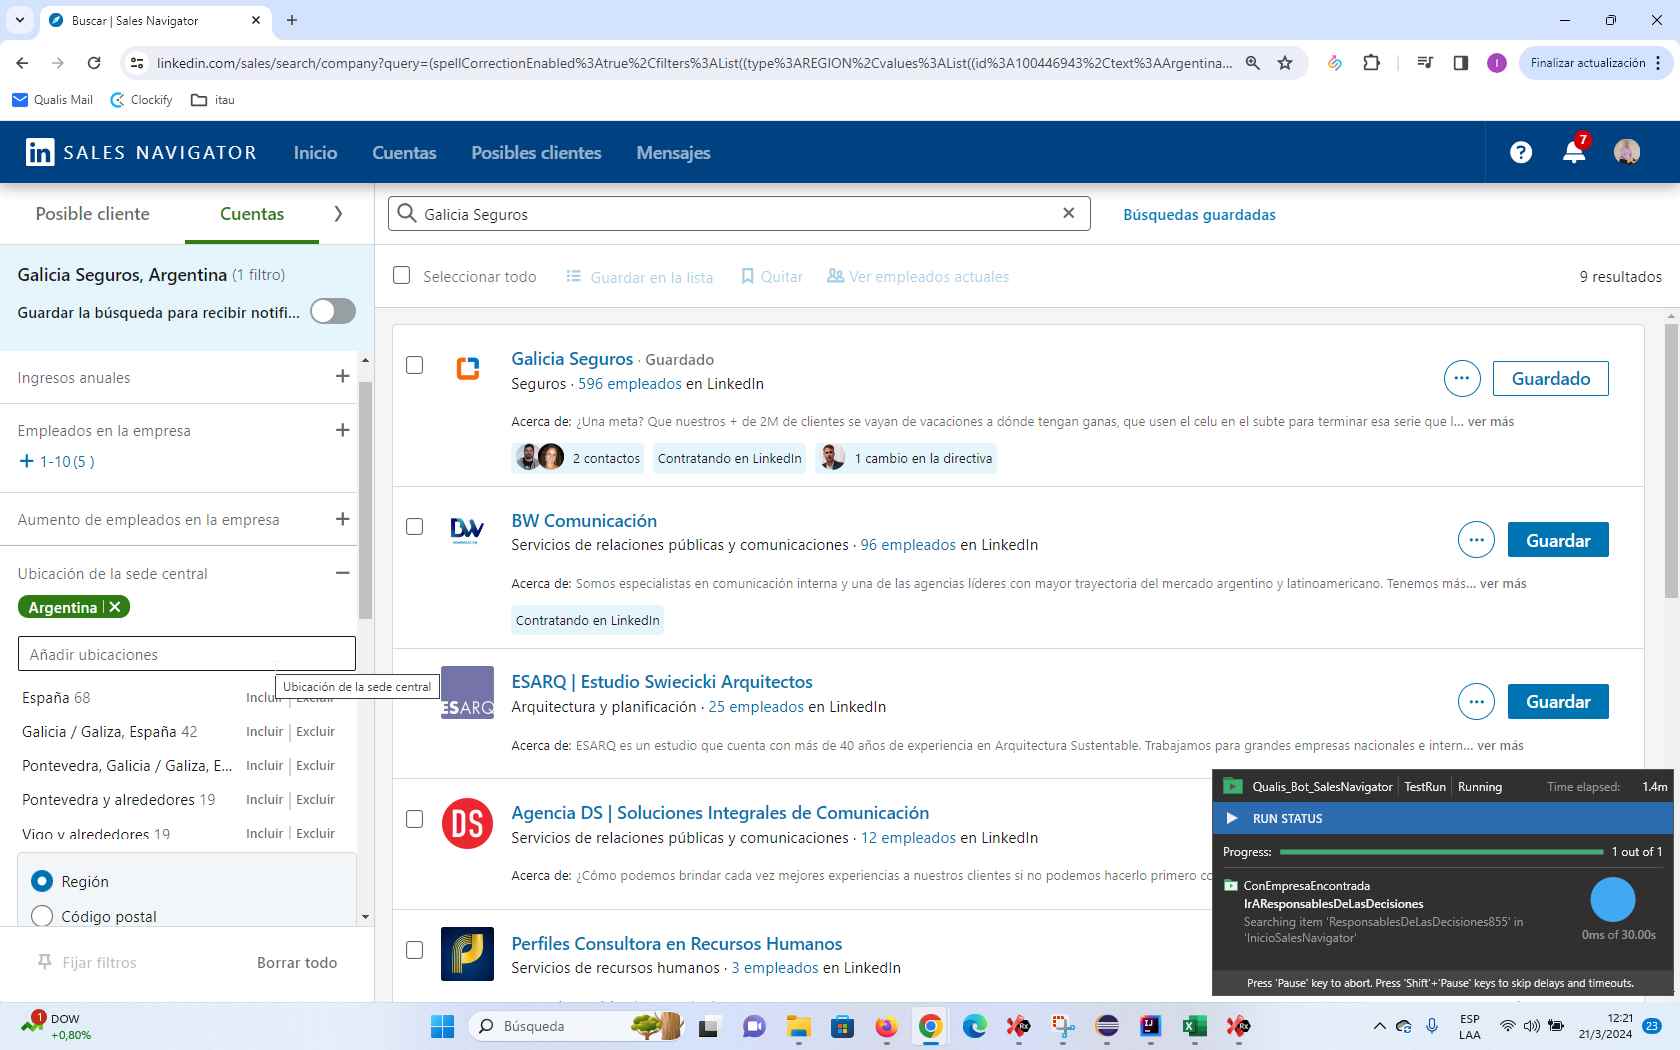 Buscar | Sales Navigator
linkedin.com/sales/search/company?query=(spellCorrectionEnabled%3Atrue%2Cfilters%3AList((type%3AREGION%2Cvalues%3AList((id%3A100446943%2Ctext%3AArgentina...
I
Finalizar actualización
Qualis Mail
Clockify
itau
in SALES NAVIGATOR
Inicio
Cuentas
Posibles clientes
Mensajes
7
Posible cliente
Cuentas
Galicia Seguros
Búsquedas guardadas
Galicia Seguros, Argentina (1 filtro)
Guardar la búsqueda para recibir notifi...
Seleccionar todo
Guardar en la lista
Quitar
Ver empleados actuales
9 resultados
Ingresos anuales
Empleados en la empresa
1-10 (5 )
Aumento de empleados en la empresa
Ubicación de la sede central
Argentina
Añadir ubicaciones
Ubicación de la sede central
España 68
Incluir
Excluir
Galicia / Galiza, España 42
Incluir
Excluir
Pontevedra, Galicia / Galiza, E...
Incluir
Excluir
Pontevedra y alrededores 19
Incluir
Excluir
Vigo y alrededores 19
Incluir
Excluir
Región
Código postal
Fijar filtros
Borrar todo
Galicia Seguros · Guardado
Seguros · 596 empleados en LinkedIn
Acerca de: ¿Una meta? Que nuestros + de 2M de clientes se vayan de vacaciones a dónde tengan ganas, que usen el celu en el subte para terminar esa serie que l... ver más
2 contactos
Contratando en LinkedIn
1 cambio en la directiva
Guardado
BW Comunicación
Servicios de relaciones públicas y comunicaciones · 96 empleados en LinkedIn
Acerca de: Somos especialistas en comunicación interna y una de las agencias líderes con mayor trayectoria del mercado argentino y latinoamericano. Tenemos más... ver más
Contratando en LinkedIn
Guardar
ESARQ
ESARQ | Estudio Swiecicki Arquitectos
Arquitectura y planificación · 25 empleados en LinkedIn
Acerca de: ESARQ es un estudio que cuenta con más de 40 años de experiencia en Arquitectura Sustentable. Trabajamos para grandes empresas nacionales e intern... ver más
Guardar
DS
Agencia DS | Soluciones Integrales de Comunicación
Servicios de relaciones públicas y comunicaciones · 12 empleados en LinkedIn
Acerca de: ¿Cómo podemos brindar cada vez mejores experiencias a nuestros clientes si no podemos hacerlo primero co
Perfiles Consultora en Recursos Humanos
Servicios de recursos humanos · 3 empleados en LinkedIn
Qualis_Bot_SalesNavigator
TestRun
Running
Time elapsed:
1.4m
RUN STATUS
Progress:
1 out of 1
ConEmpresaEncontrada
IrAResponsablesDeLasDecisiones
Searching item 'ResponsablesDeLasDecisiones855' in
'InicioSalesNavigator'
0ms of 30.00s
Press 'Pause' key to abort. Press 'Shift'+'Pause' keys to skip delays and timeouts.
1
DOW
+0,80%
Búsqueda
ESP
LAA
12:21
21/3/2024
23